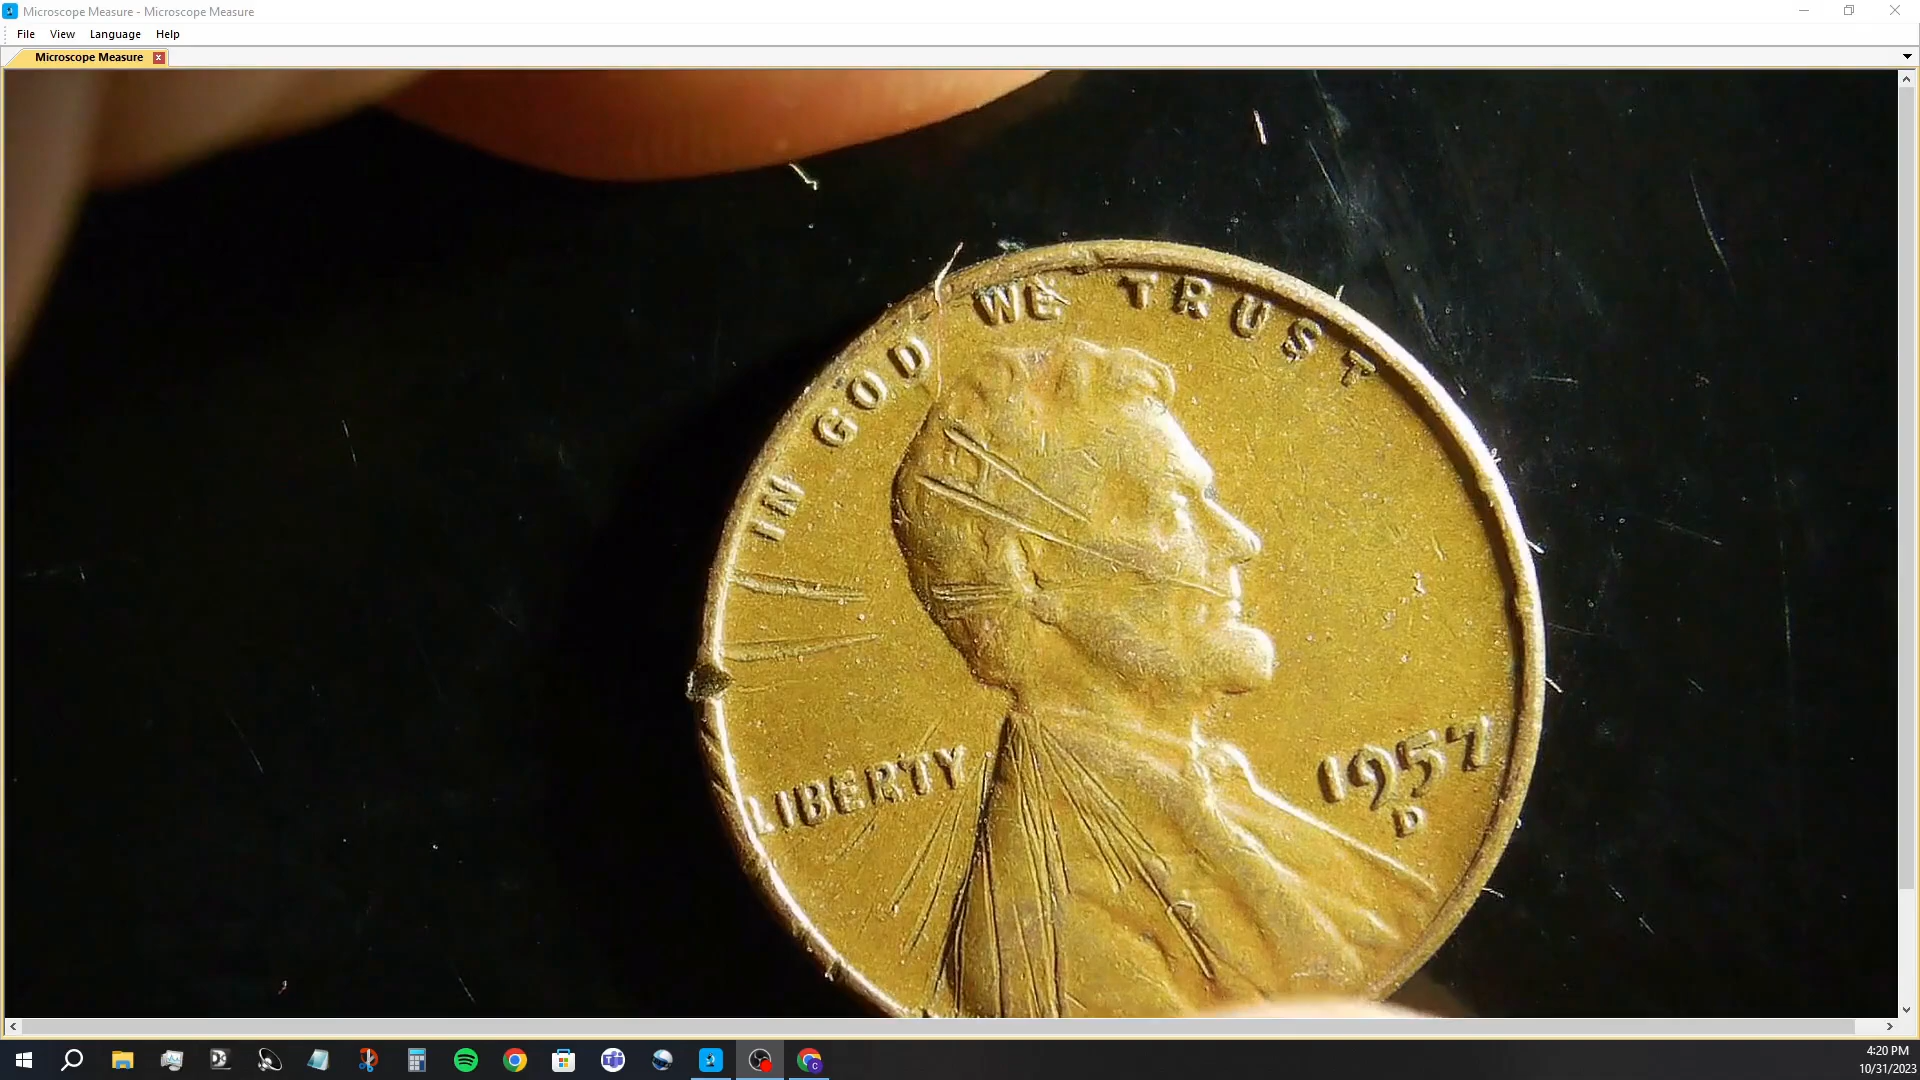 Microscope Measure - Microscope Measure
File View Language Help
Microscope Measure
IN GOD WE TRUST
LIBERTY
1957
D
4:20 PM
10/31/2023